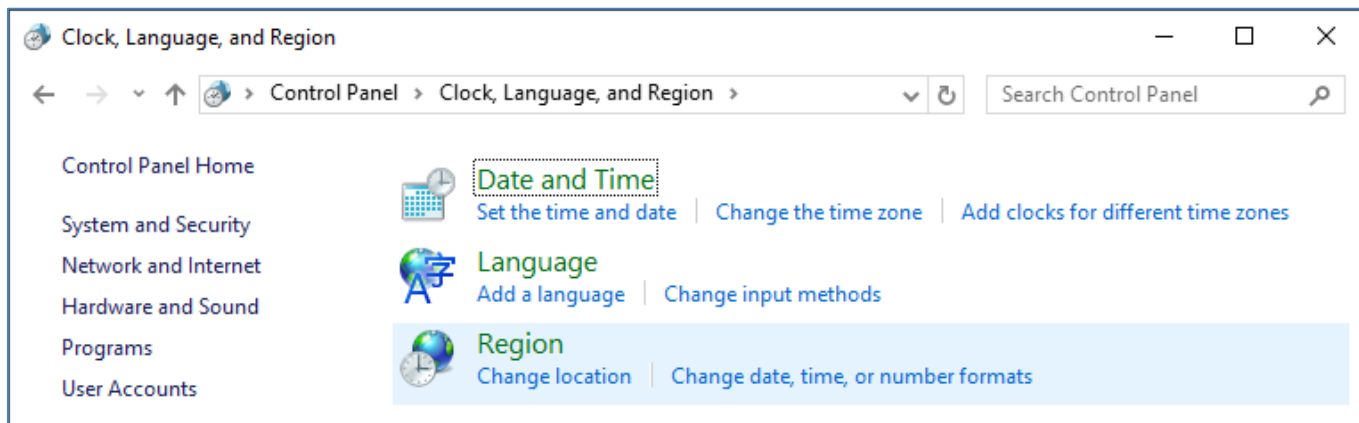 Clock, Language, and Region
Control Panel > Clock, Language, and Region >
Search Control Panel
Control Panel Home
System and Security
Network and Internet
Hardware and Sound
Programs
User Accounts
Date and Time
Set the time and date | Change the time zone | Add clocks for different time zones
字A
Language
Add a language | Change input methods
Region
Change location | Change date, time, or number formats